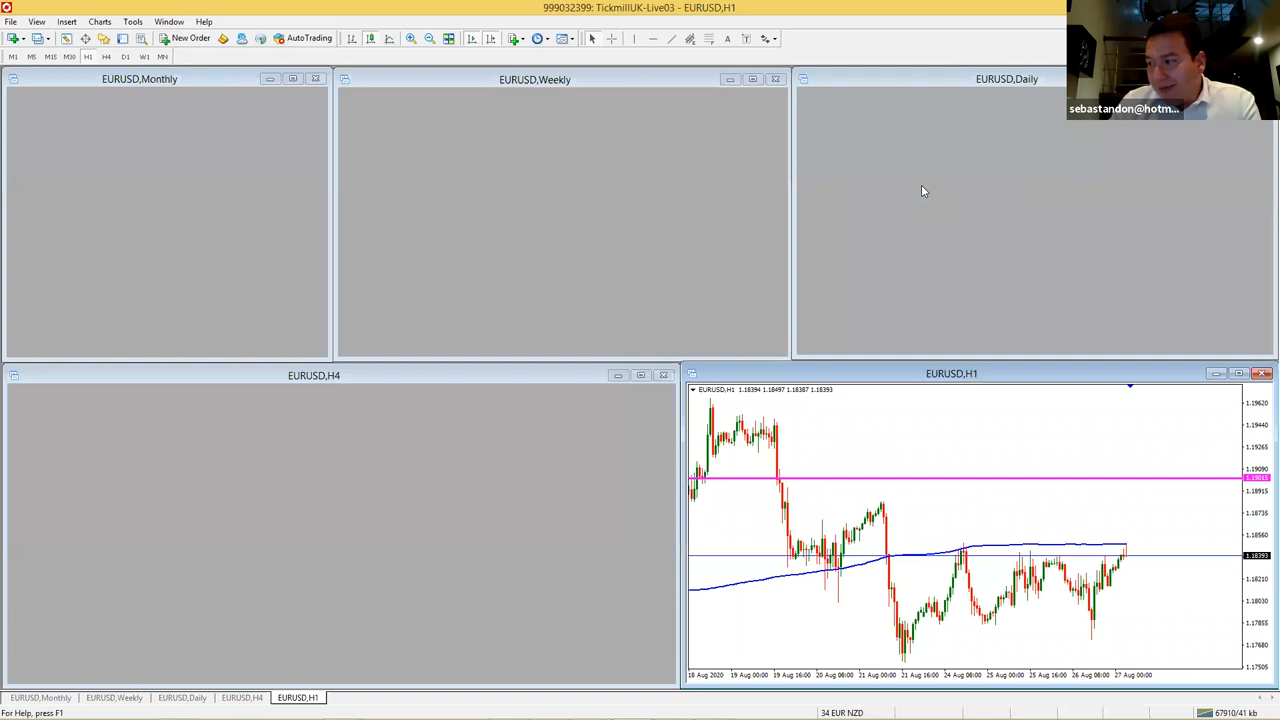 999032399: TickmillUK-Live03 - EURUSD,H1
File View Insert Charts Tools Window Help
New Order AutoTrading
M1 M5 M15 M30 H1 H4 D1 W1 MN
sebastandon@hotm...
EURUSD,Monthly
EURUSD,Weekly
EURUSD,Daily
EURUSD,H4
EURUSD,H1
EURUSD,H1 1.18394 1.18497 1.18387 1.18393
1.19620
1.19440
1.19265
1.19090
1.19015
1.18915
1.18735
1.18560
1.18393
1.18210
1.18030
1.17855
1.17680
1.17505
18 Aug 2020 19 Aug 00:00 19 Aug 16:00 20 Aug 08:00 21 Aug 00:00 21 Aug 16:00 24 Aug 08:00 25 Aug 00:00 25 Aug 16:00 26 Aug 08:00 27 Aug 00:00
EURUSD,Monthly EURUSD,Weekly EURUSD,Daily EURUSD,H4 EURUSD,H1
For Help, press F1
34 EUR NZD
67910/41 kb